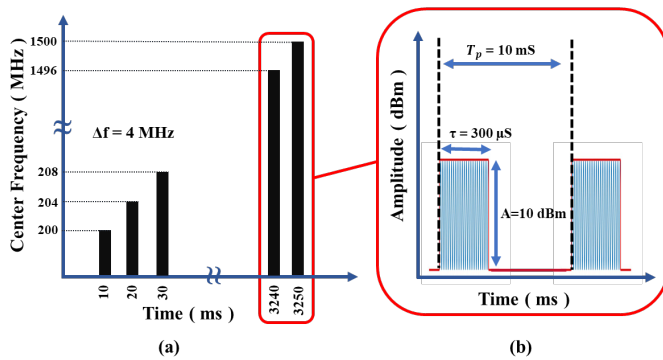 Center Frequency ( MHz )
1500
1496
Δf = 4 MHz
208
204
200
10
20
30
3240
3250
Time ( ms )
(a)
Amplitude ( dBm )
T_p = 10 mS
τ = 300 µS
A=10 dBm
Time ( ms )
(b)